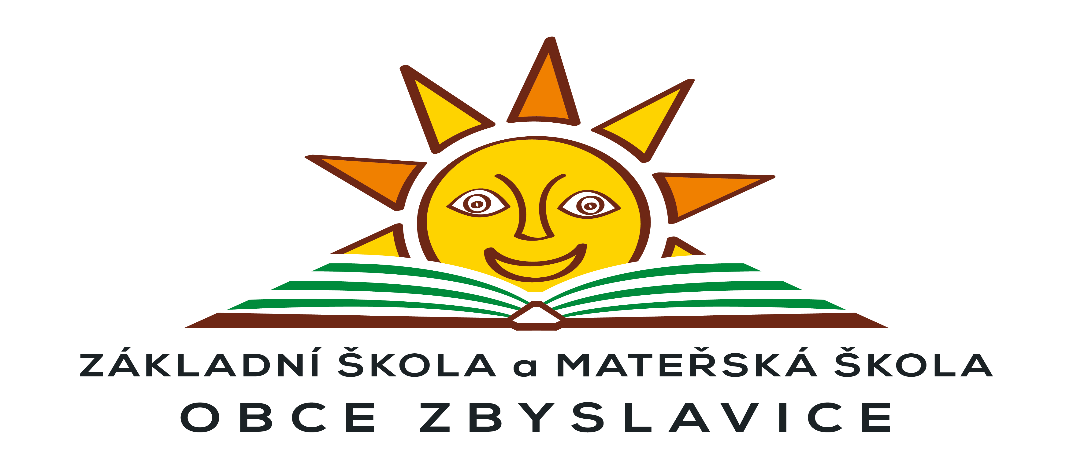 ZÁKLADNÍ ŠKOLA a MATEŘSKÁ ŠKOLA
OBCE ZBYSLAVICE